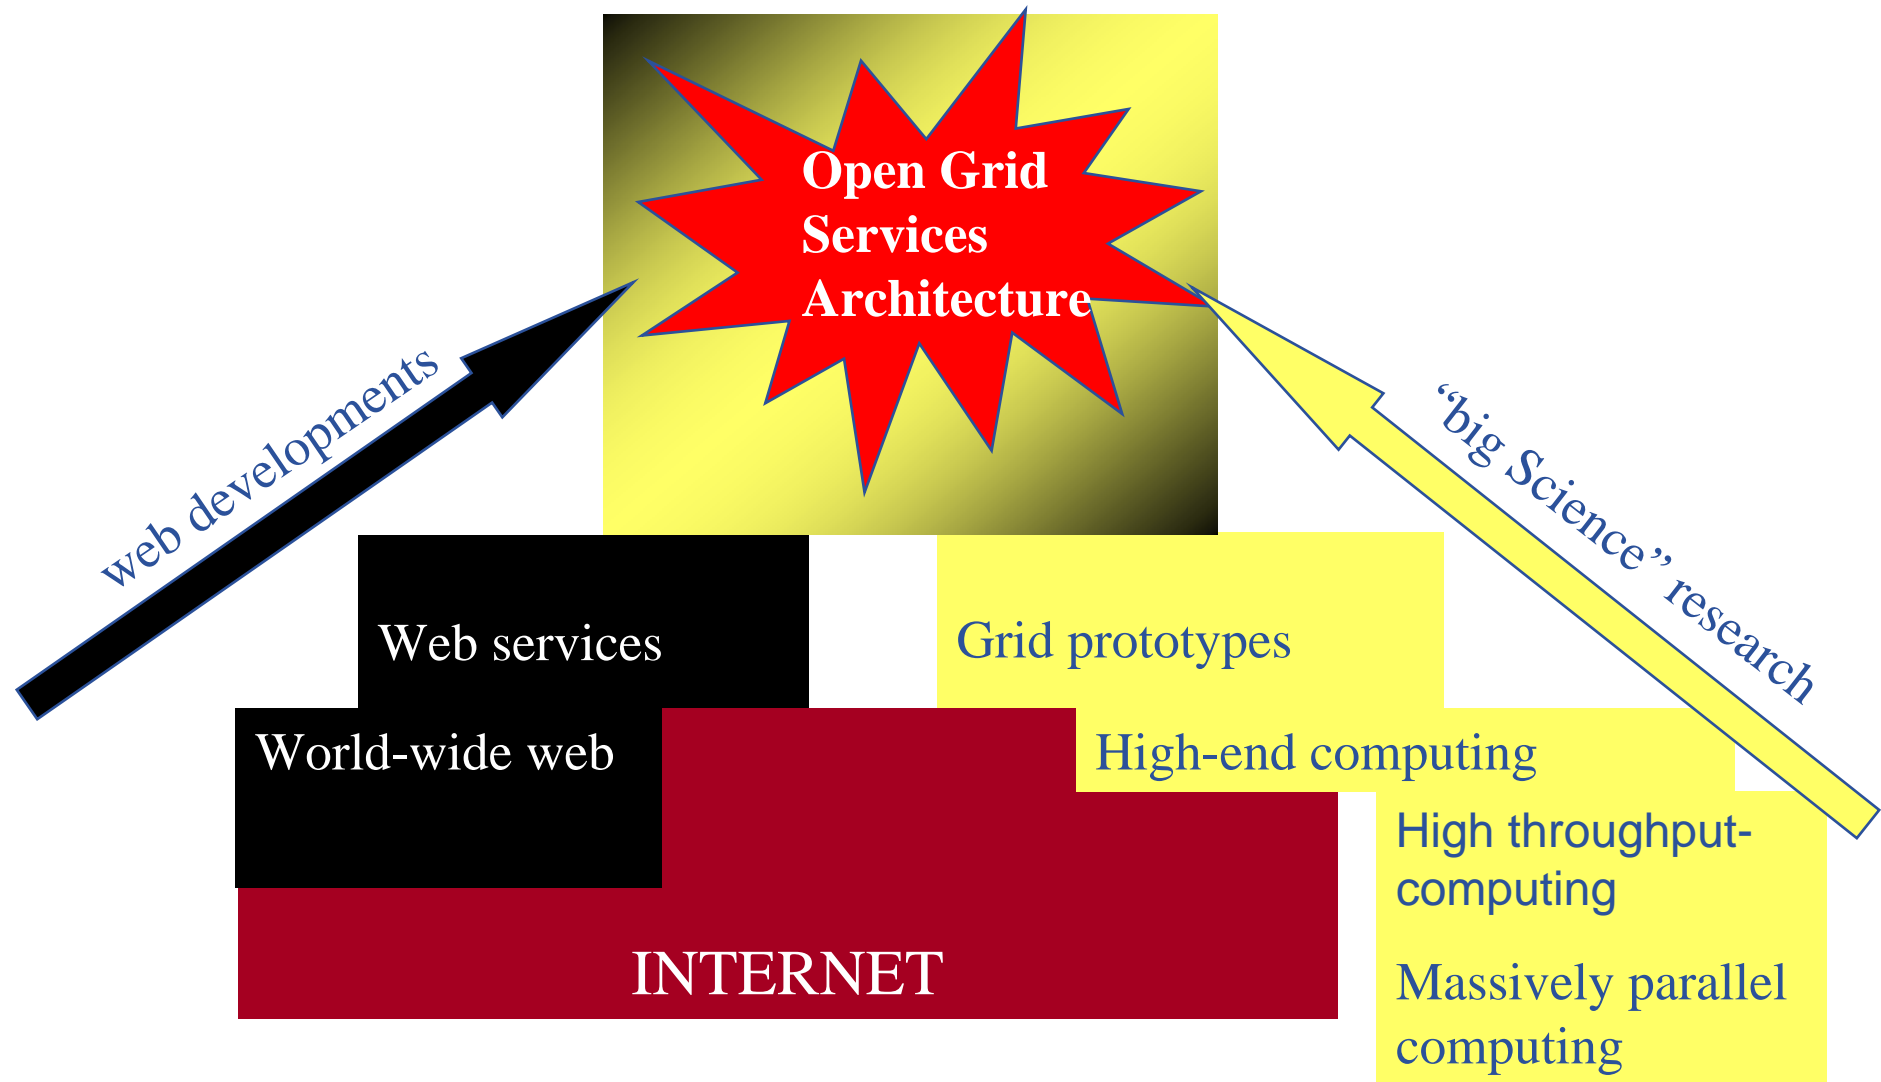 Open Grid
Services
Architecture
web developments
“big Science” research
Web services
Grid prototypes
World-wide web
High-end computing
High throughput-
computing
INTERNET
Massively parallel
computing